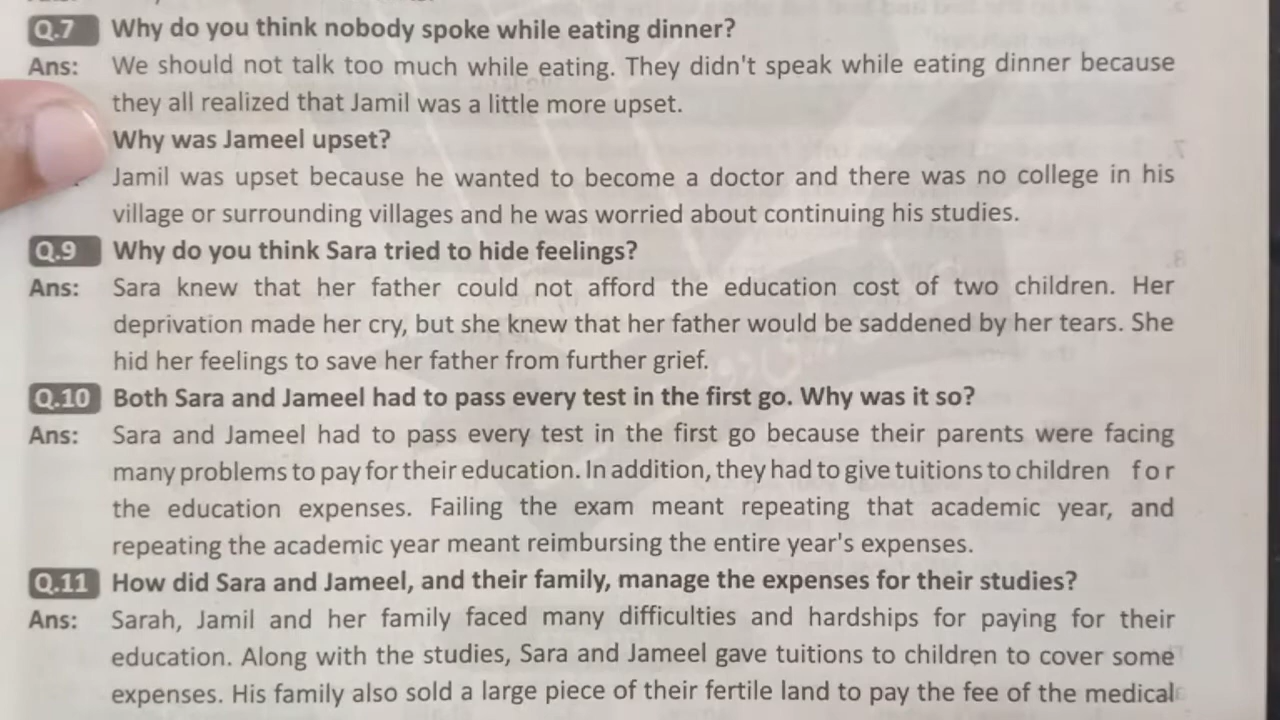 Q.7 Why do you think nobody spoke while eating dinner?
Ans: We should not talk too much while eating. They didn't speak while eating dinner because
they all realized that Jamil was a little more upset.
Why was Jameel upset?
Jamil was upset because he wanted to become a doctor and there was no college in his
village or surrounding villages and he was worried about continuing his studies.
Q.9 Why do you think Sara tried to hide feelings?
Ans: Sara knew that her father could not afford the education cost of two children. Her
deprivation made her cry, but she knew that her father would be saddened by her tears. She
hid her feelings to save her father from further grief.
Q.10 Both Sara and Jameel had to pass every test in the first go. Why was it so?
Ans: Sara and Jameel had to pass every test in the first go because their parents were facing
many problems to pay for their education. In addition, they had to give tuitions to children for
the education expenses. Failing the exam meant repeating that academic year, and
repeating the academic year meant reimbursing the entire year's expenses.
Q.11 How did Sara and Jameel, and their family, manage the expenses for their studies?
Ans: Sarah, Jamil and her family faced many difficulties and hardships for paying for their
education. Along with the studies, Sara and Jameel gave tuitions to children to cover some
expenses. His family also sold a large piece of their fertile land to pay the fee of the medical